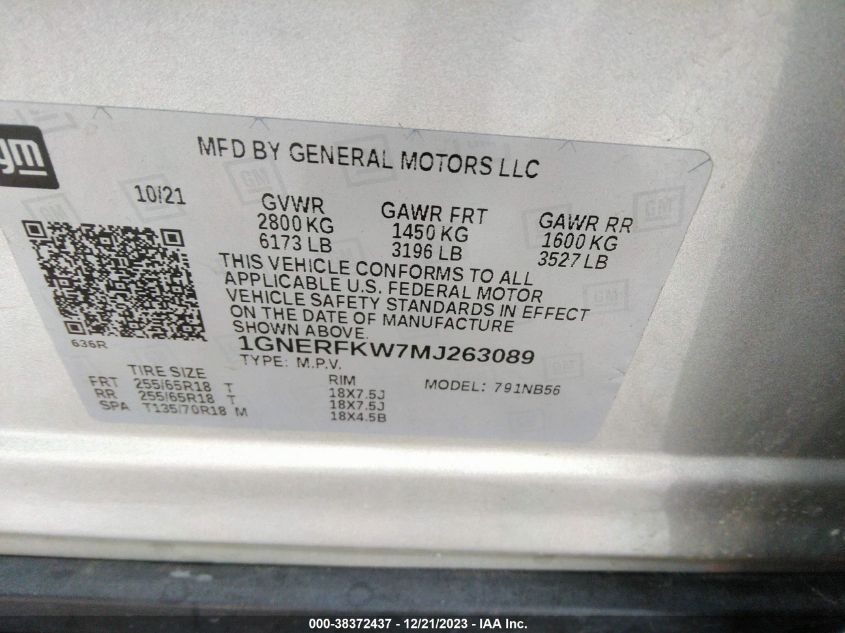 gm
MFD BY GENERAL MOTORS LLC
10/21
GVWR
2800 KG
6173 LB
GAWR FRT
1450 KG
3196 LB
GAWR RR
1600 KG
3527 LB
THIS VEHICLE CONFORMS TO ALL
APPLICABLE U.S. FEDERAL MOTOR
VEHICLE SAFETY STANDARDS IN EFFECT
ON THE DATE OF MANUFACTURE
SHOWN ABOVE.
636R
1GNERFKW7MJ263089
TYPE: M.P.V.
MODEL: 791NB56
TIRE SIZE
RIM
FRT 255/65R18 T 18X7.5J
RR 255/65R18 T 18X7.5J
SPA T135/70R18 M 18X4.5B
000-38372437 - 12/21/2023 - IAA Inc.